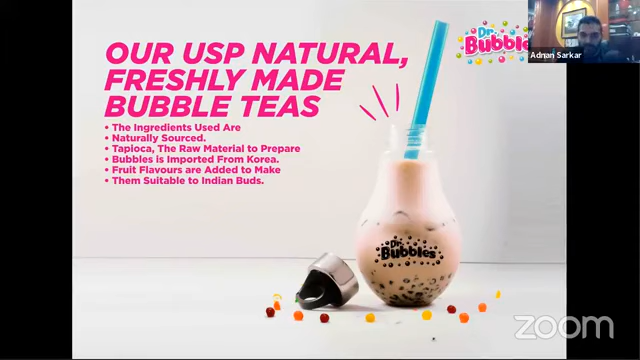 OUR USP NATURAL,
FRESHLY MADE
BUBBLE TEAS
• The Ingredients Used Are
• Naturally Sourced.
• Tapioca, The Raw Material to Prepare
• Bubbles is Imported From Korea.
• Fruit Flavours are Added to Make
• Them Suitable to Indian Buds.
Dr.
Bubbles
Adnan Sarkar
Dr.
Bubbles
zoom